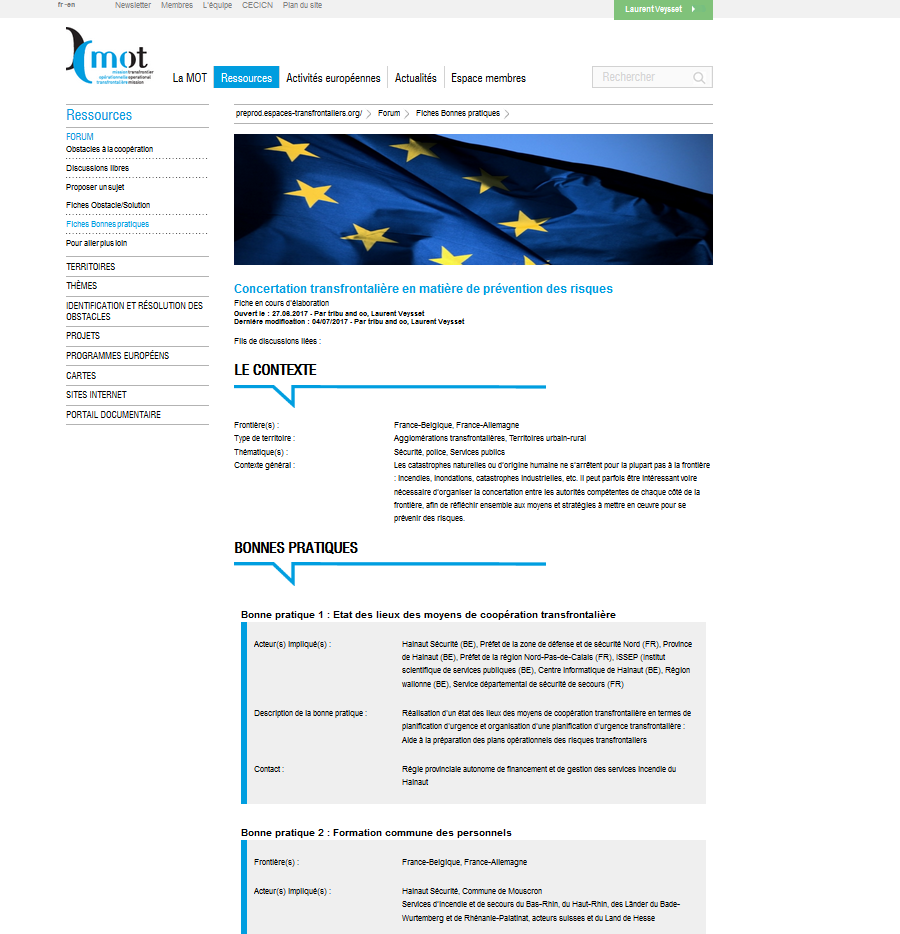 fr -en Newsletter Membres L'équipe CECICN Plan du site
Laurent Veysset
mot
mission transfrontalier
opérationnelle operational
transfrontalière mission
La MOT Ressources Activités européennes Actualités Espace membres
Rechercher
Ressources
FORUM
Obstacles à la coopération
Discussions libres
Proposer un sujet
Fiches Obstacle/Solution
Fiches Bonnes pratiques
Pour aller plus loin
TERRITOIRES
THÈMES
IDENTIFICATION ET RÉSOLUTION DES
OBSTACLES
PROJETS
PROGRAMMES EUROPÉENS
CARTES
SITES INTERNET
PORTAIL DOCUMENTAIRE
preprod.espaces-transfrontaliers.org/ Forum Fiches Bonnes pratiques
Concertation transfrontalière en matière de prévention des risques
Fiche en cours d'élaboration
Ouvert le : 27.06.2017 - Par tribu and co, Laurent Veysset
Dernière modification : 04/07/2017 - Par tribu and co, Laurent Veysset
Fils de discussions liées :
LE CONTEXTE
Frontière(s) : France-Belgique, France-Allemagne
Type de territoire : Agglomérations transfrontalières, Territoires urbain-rural
Thématique(s) : Sécurité, police, Services publics
Contexte général : Les catastrophes naturelles ou d'origine humaine ne s'arrêtent pour la plupart pas à la frontière
: incendies, inondations, catastrophes industrielles, etc. Il peut parfois être intéressant voire
nécessaire d'organiser la concertation entre les autorités compétentes de chaque côté de la
frontière, afin de réfléchir ensemble aux moyens et stratégies à mettre en œuvre pour se
prévenir des risques.
BONNES PRATIQUES
Bonne pratique 1 : Etat des lieux des moyens de coopération transfrontalière
Acteur(s) impliqué(s) : Hainaut Sécurité (BE), Préfet de la zone de défense et de sécurité Nord (FR), Province
de Hainaut (BE), Préfet de la région Nord-Pas-de-Calais (FR), ISSEP (Institut
scientifique de services publiques (BE), Centre Informatique de Hainaut (BE), Région
wallonne (BE), Service départemental de sécurité de secours (FR)
Description de la bonne pratique : Réalisation d'un état des lieux des moyens de coopération transfrontalière en termes de
planification d'urgence et organisation d'une planification d'urgence transfrontalière :
Aide à la préparation des plans opérationnels des risques transfrontaliers
Contact : Régie provinciale autonome de financement et de gestion des services incendie du
Hainaut
Bonne pratique 2 : Formation commune des personnels
Frontière(s) : France-Belgique, France-Allemagne
Acteur(s) impliqué(s) : Hainaut Sécurité, Commune de Mouscron
Services d'incendie et de secours du Bas-Rhin, du Haut-Rhin, des Länder du Bade-
Wurtemberg et de Rhénanie-Palatinat, acteurs suisses et du Land de Hesse